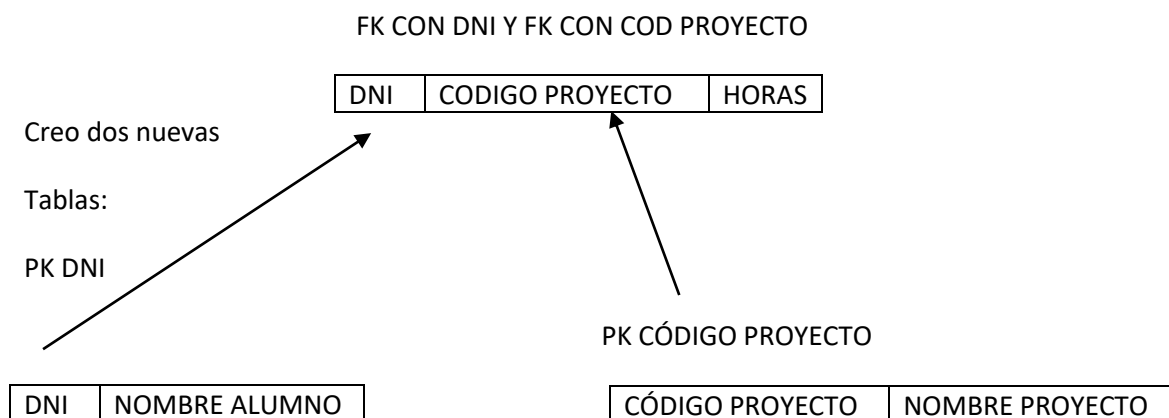 FK CON DNI Y FK CON COD PROYECTO
DNI CODIGO PROYECTO HORAS
Creo dos nuevas
Tablas:
PK DNI
PK CÓDIGO PROYECTO
DNI NOMBRE ALUMNO
CÓDIGO PROYECTO NOMBRE PROYECTO